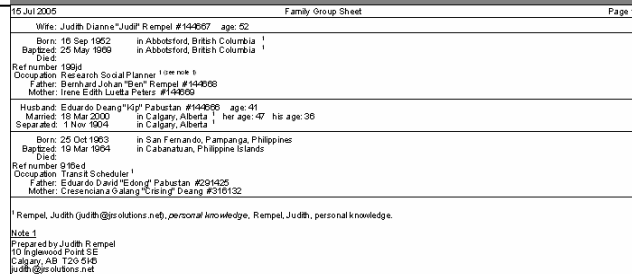 15 Jul 2005 Family Group Sheet Page
Wife: Judith Dianne "Judii" Rempel #144667 age: 52
Born: 16 Sep 1952 in Abbotsford, British Columbia 1
Baptized: 25 May 1969 in Abbotsford, British Columbia 1
Died:
Ref number 199jd
Occupation Research Social Planner 1 (see note 1)
Father: Bernhard Johan "Ben" Rempel #144668
Mother: Irene Edith Luetta Peters #144669
Husband: Eduardo Deang "Kip" Pabustan #144666 age: 41
Married: 18 Mar 2000 in Calgary, Alberta 1 her age: 47 his age: 36
Separated: 1 Nov 1904 in Calgary, Alberta 1
Born: 25 Oct 1963 in San Fernando, Pampanga, Philippines
Baptized: 19 Mar 1964 in Cabanatuan, Philippine Islands
Died:
Ref number 916ed
Occupation Transit Scheduler 1
Father: Eduardo David "Edong" Pabustan #291425
Mother: Cresenciana Galang "Crising" Deang #316132
1 Rempel, Judith (judith@jrsolutions.net), personal knowledge, Rempel, Judith, personal knowledge.
Note 1
Prepared by Judith Rempel
10 Inglewood Point SE
Calgary, AB T2G 5K6
judith@jrsolutions.net